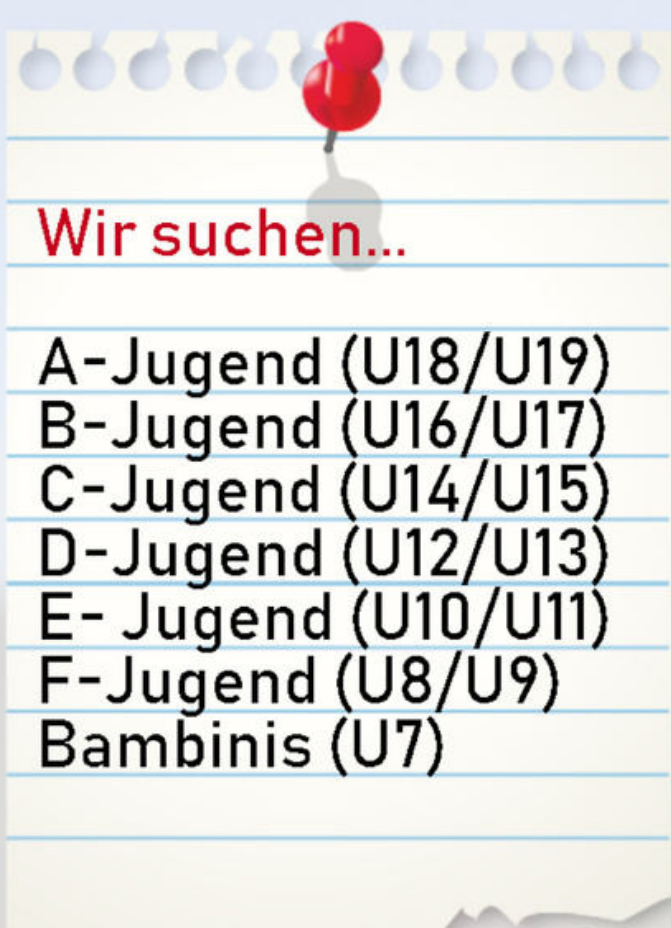 Wir suchen...
A-Jugend (U18/U19)
B-Jugend (U16/U17)
C-Jugend (U14/U15)
D-Jugend (U12/U13)
E- Jugend (U10/U11)
F-Jugend (U8/U9)
Bambinis (U7)